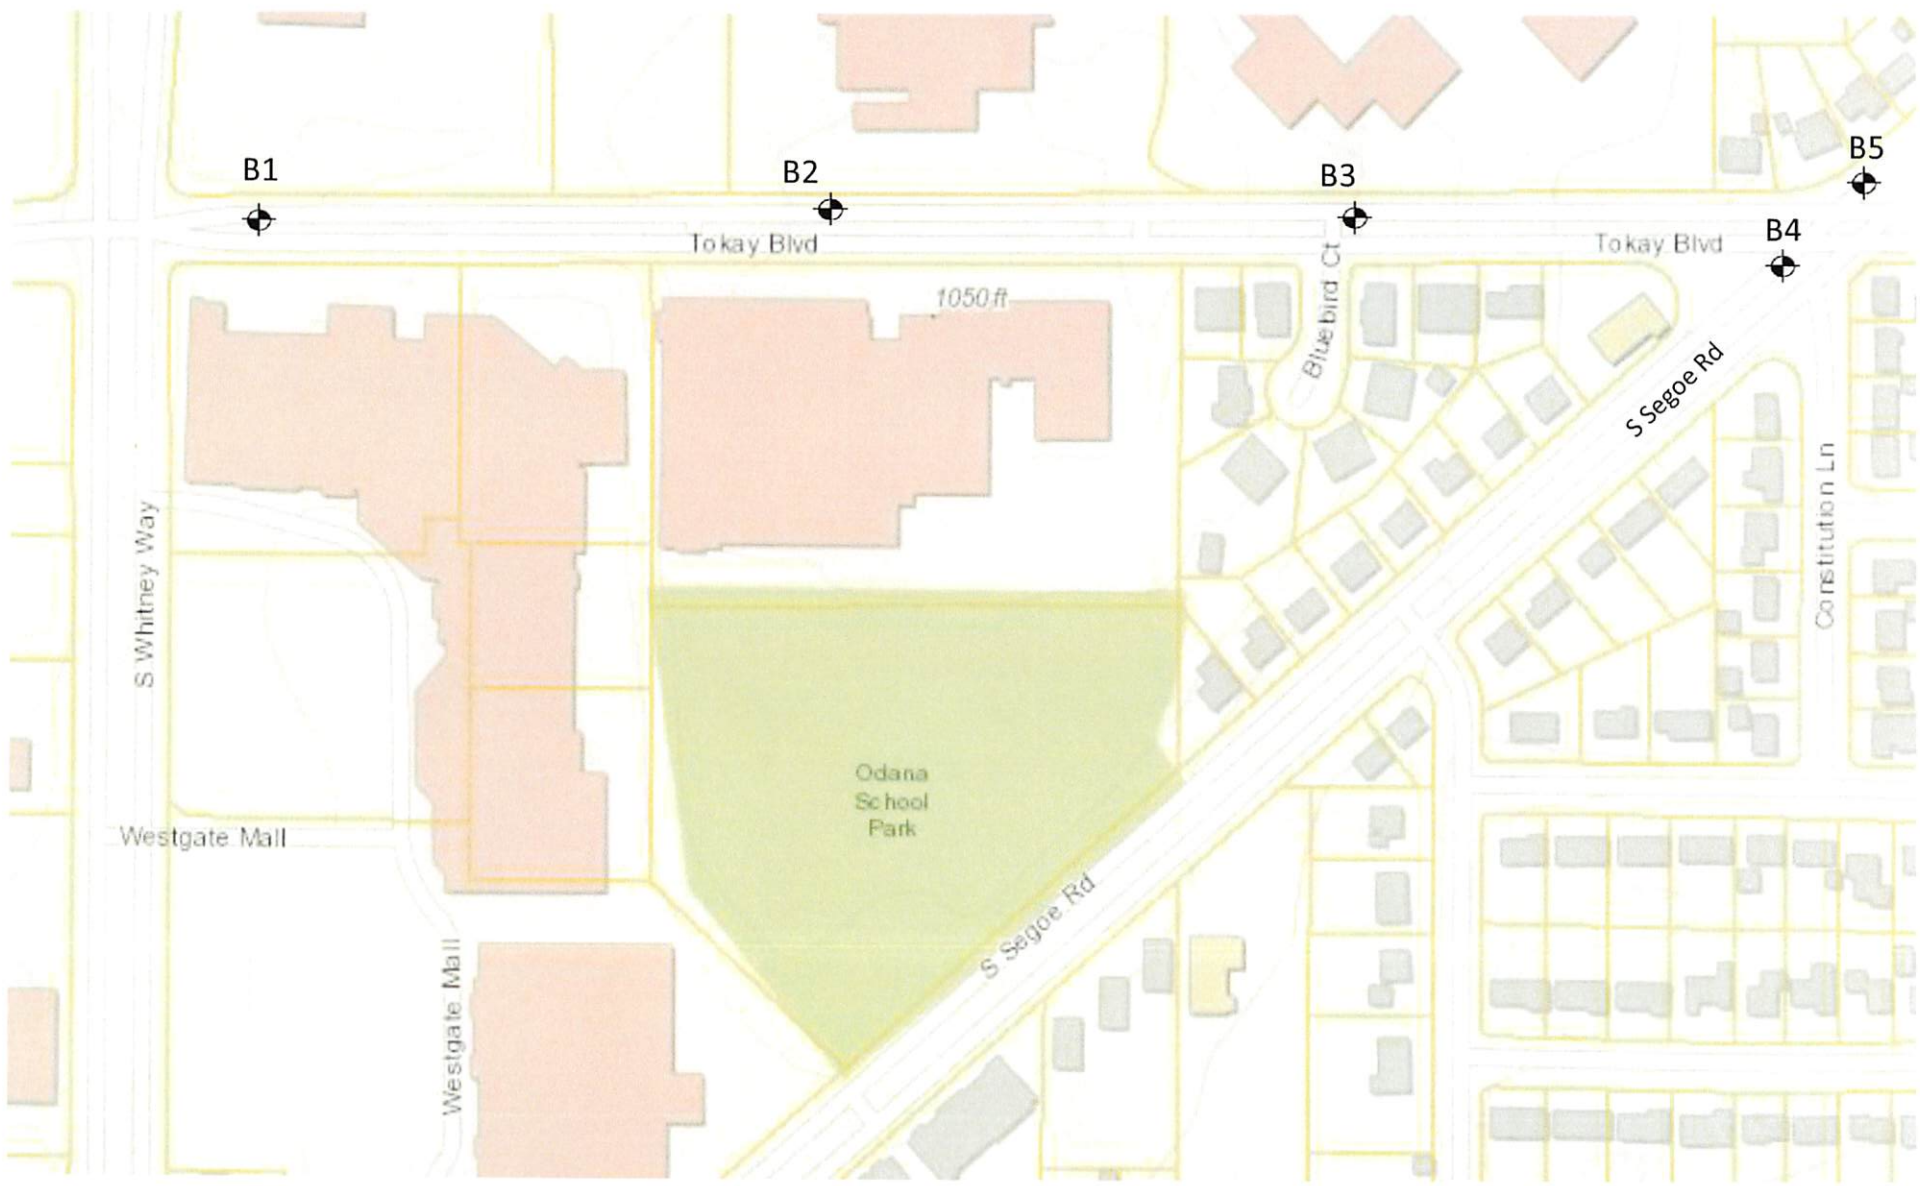 B1
B2
B3
B5
B4
Tokay Blvd
Tokay Blvd
1050 ft
Bluebird Ct
S Segoe Rd
S Whitney Way
Constitution Ln
Odana
School
Park
Westgate Mall
S Segoe Rd
Westgate Mall